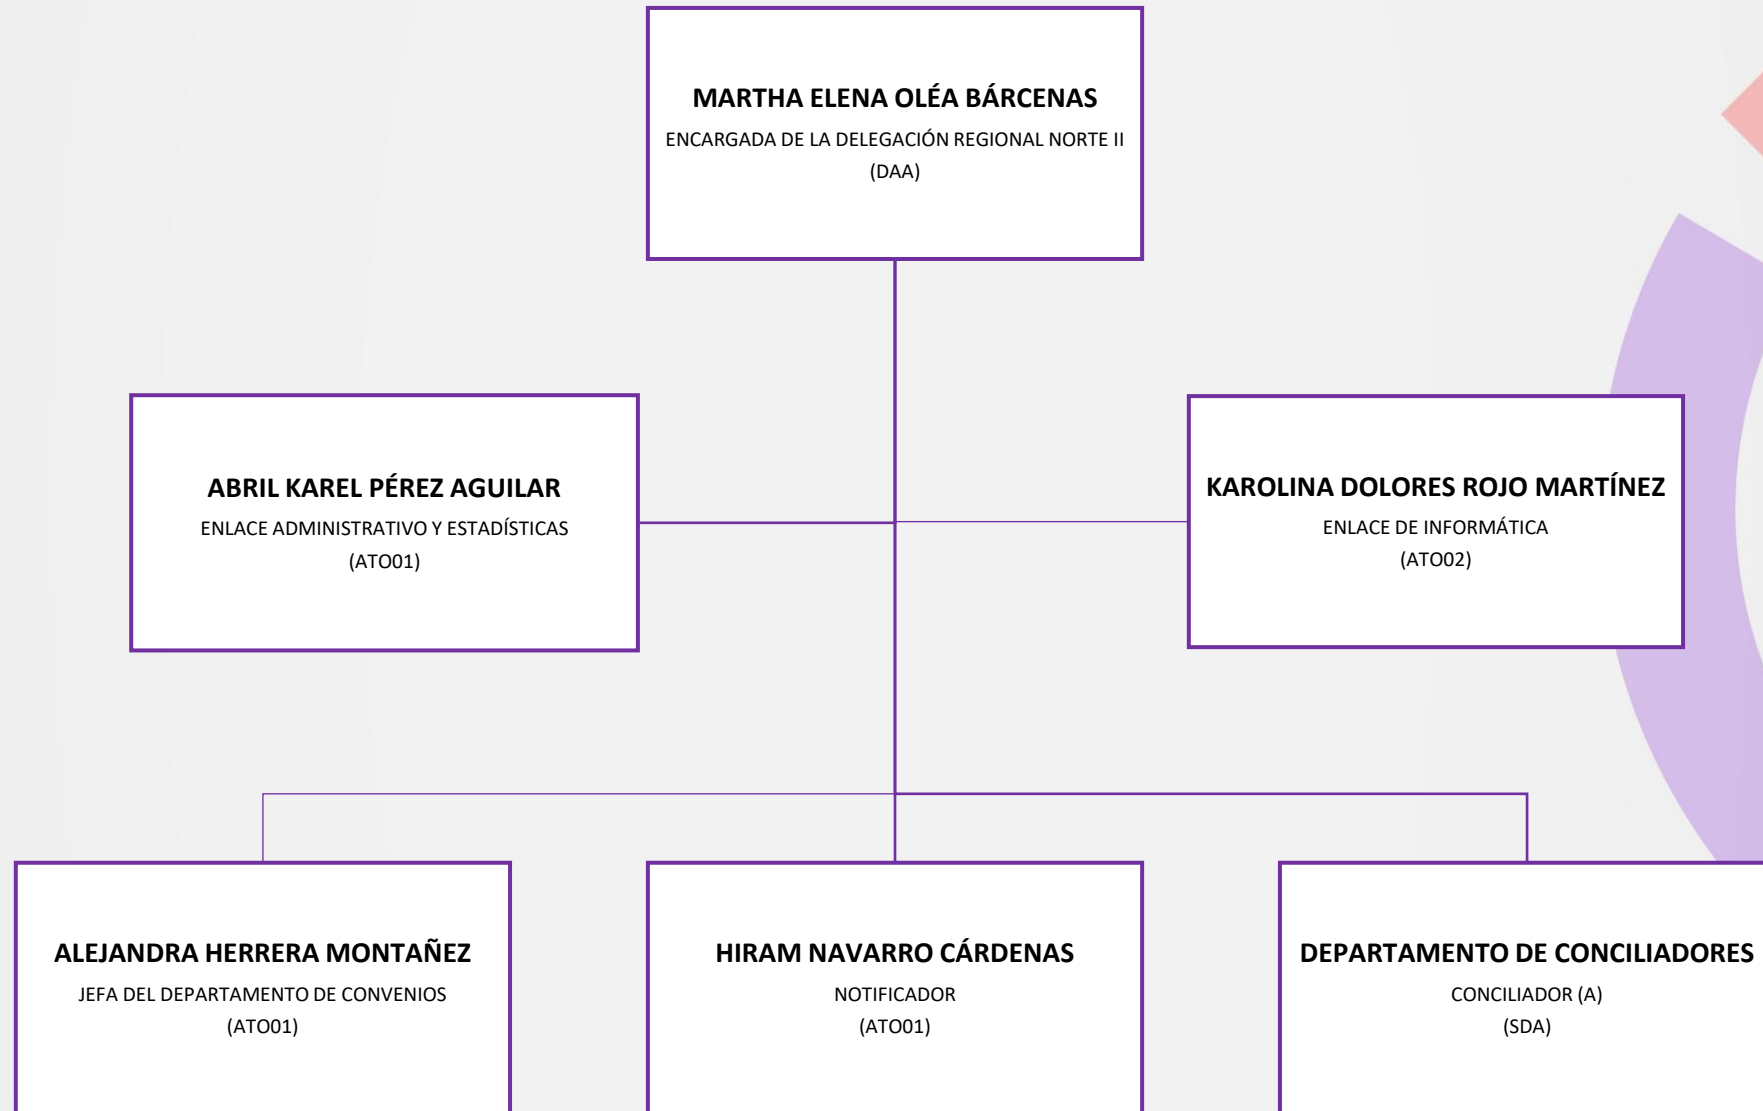 MARTHA ELENA OLÉA BÁRCENAS
ENCARGADA DE LA DELEGACIÓN REGIONAL NORTE II
(DAA)
ABRIL KAREL PÉREZ AGUILAR
ENLACE ADMINISTRATIVO Y ESTADÍSTICAS
(ATO01)
KAROLINA DOLORES ROJO MARTÍNEZ
ENLACE DE INFORMÁTICA
(ATO02)
ALEJANDRA HERRERA MONTAÑEZ
JEFA DEL DEPARTAMENTO DE CONVENIOS
(ATO01)
HIRAM NAVARRO CÁRDENAS
NOTIFICADOR
(ATO01)
DEPARTAMENTO DE CONCILIADORES
CONCILIADOR (A)
(SDA)